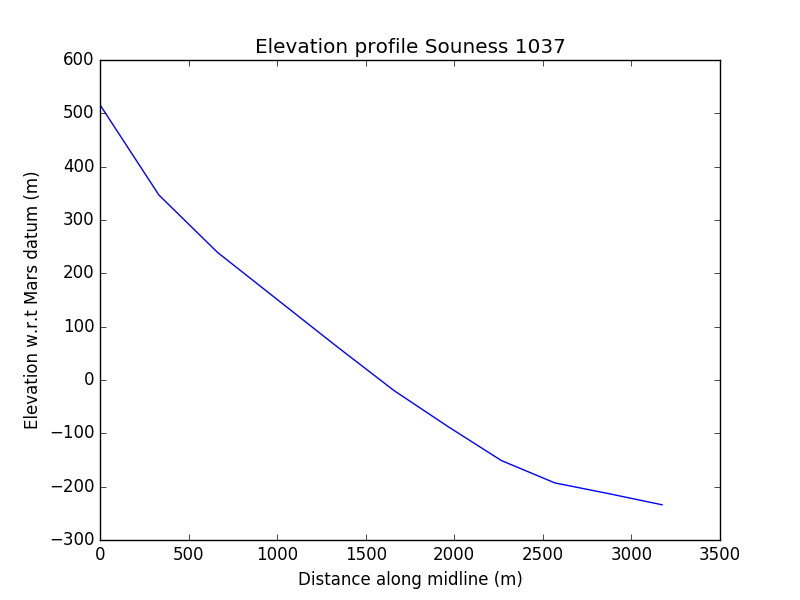 Elevation profile Souness 1037
600
500
400
300
200
100
0
−100
−200
−300
Elevation w.r.t Mars datum (m)
0 500 1000 1500 2000 2500 3000 3500
Distance along midline (m)